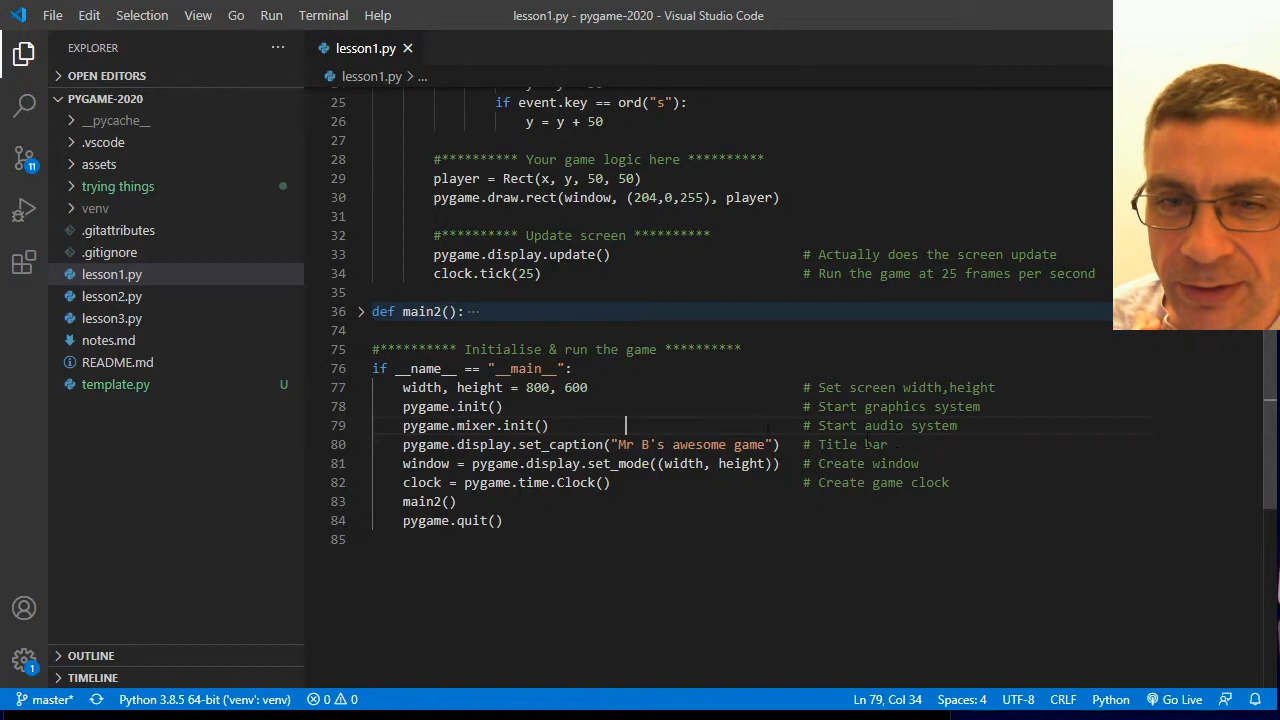 File Edit Selection View Go Run Terminal Help lesson1.py - pygame-2020 - Visual Studio Code
EXPLORER
OPEN EDITORS
PYGAME-2020
__pycache__
.vscode
assets
trying things
venv
.gitattributes
.gitignore
lesson1.py
lesson2.py
lesson3.py
notes.md
README.md
template.py U
OUTLINE
TIMELINE
11
1
lesson1.py
lesson1.py > ...
25 if event.key == ord("s"):
26 y = y + 50
27
28 #********** Your game logic here **********
29 player = Rect(x, y, 50, 50)
30 pygame.draw.rect(window, (204,0,255), player)
31
32 #********** Update screen **********
33 pygame.display.update() # Actually does the screen update
34 clock.tick(25) # Run the game at 25 frames per second
35
36 def main2(): ...
74
75 #********** Initialise & run the game **********
76 if __name__ == "__main__":
77 width, height = 800, 600 # Set screen width,height
78 pygame.init() # Start graphics system
79 pygame.mixer.init() # Start audio system
80 pygame.display.set_caption("Mr B's awesome game") # Title bar
81 window = pygame.display.set_mode((width, height)) # Create window
82 clock = pygame.time.Clock() # Create game clock
83 main2()
84 pygame.quit()
85
master* Python 3.8.5 64-bit ('venv': venv) 0 0 Ln 79, Col 34 Spaces: 4 UTF-8 CRLF Python Go Live